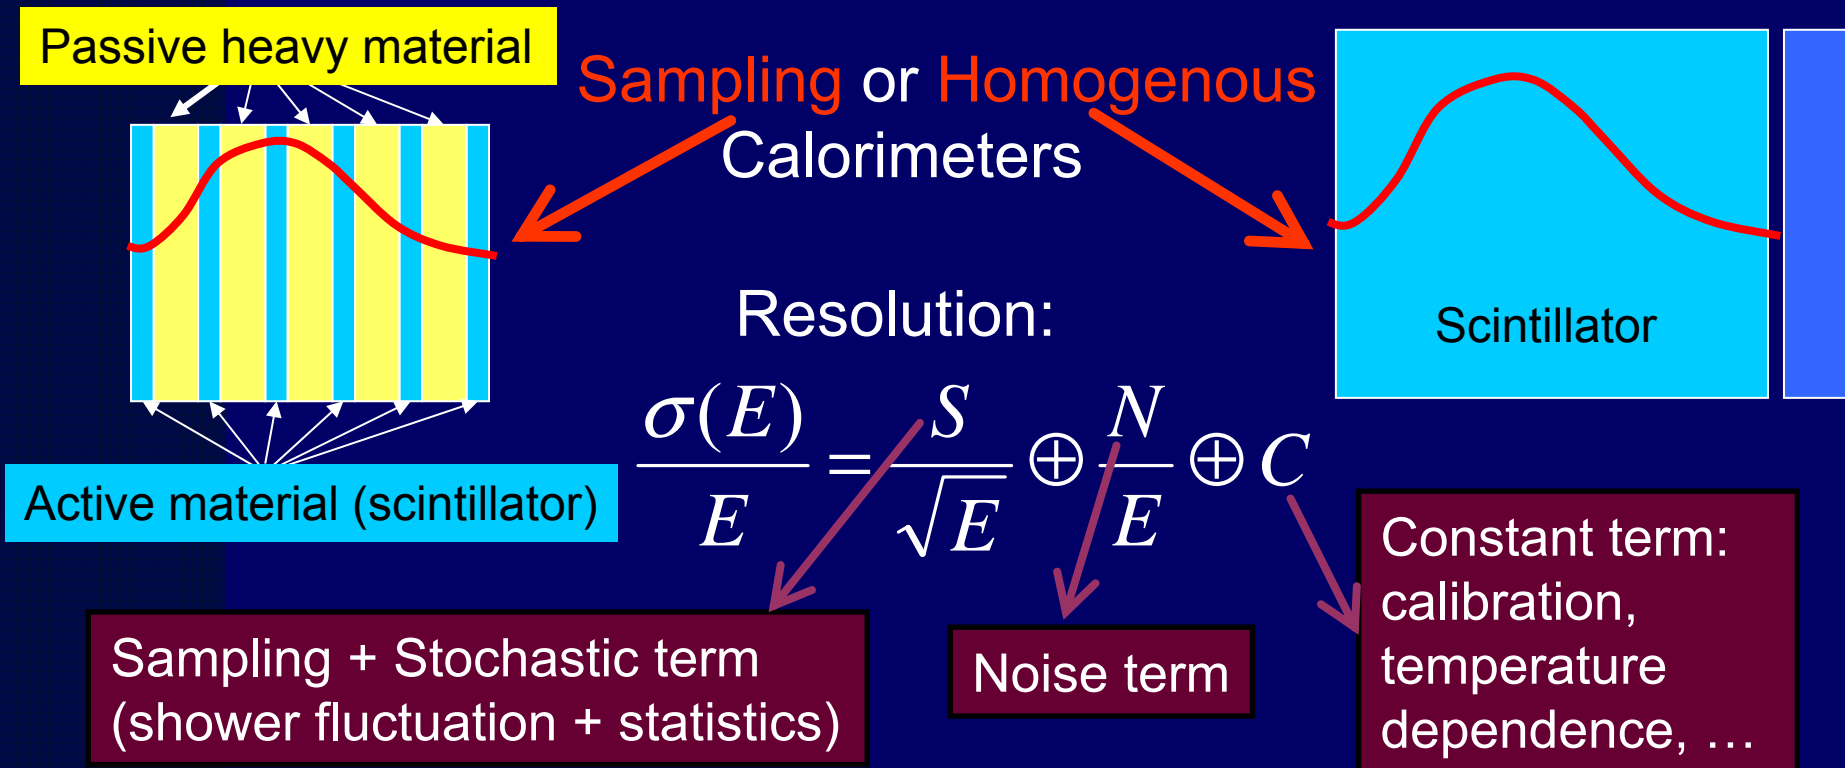 Passive heavy material
Sampling or Homogenous
Calorimeters
Scintillator
Resolution:
σ(E)/E = S/√E ⊕ N/E ⊕ C
Active material (scintillator)
Sampling + Stochastic term
(shower fluctuation + statistics)
Noise term
Constant term:
calibration,
temperature
dependence, …